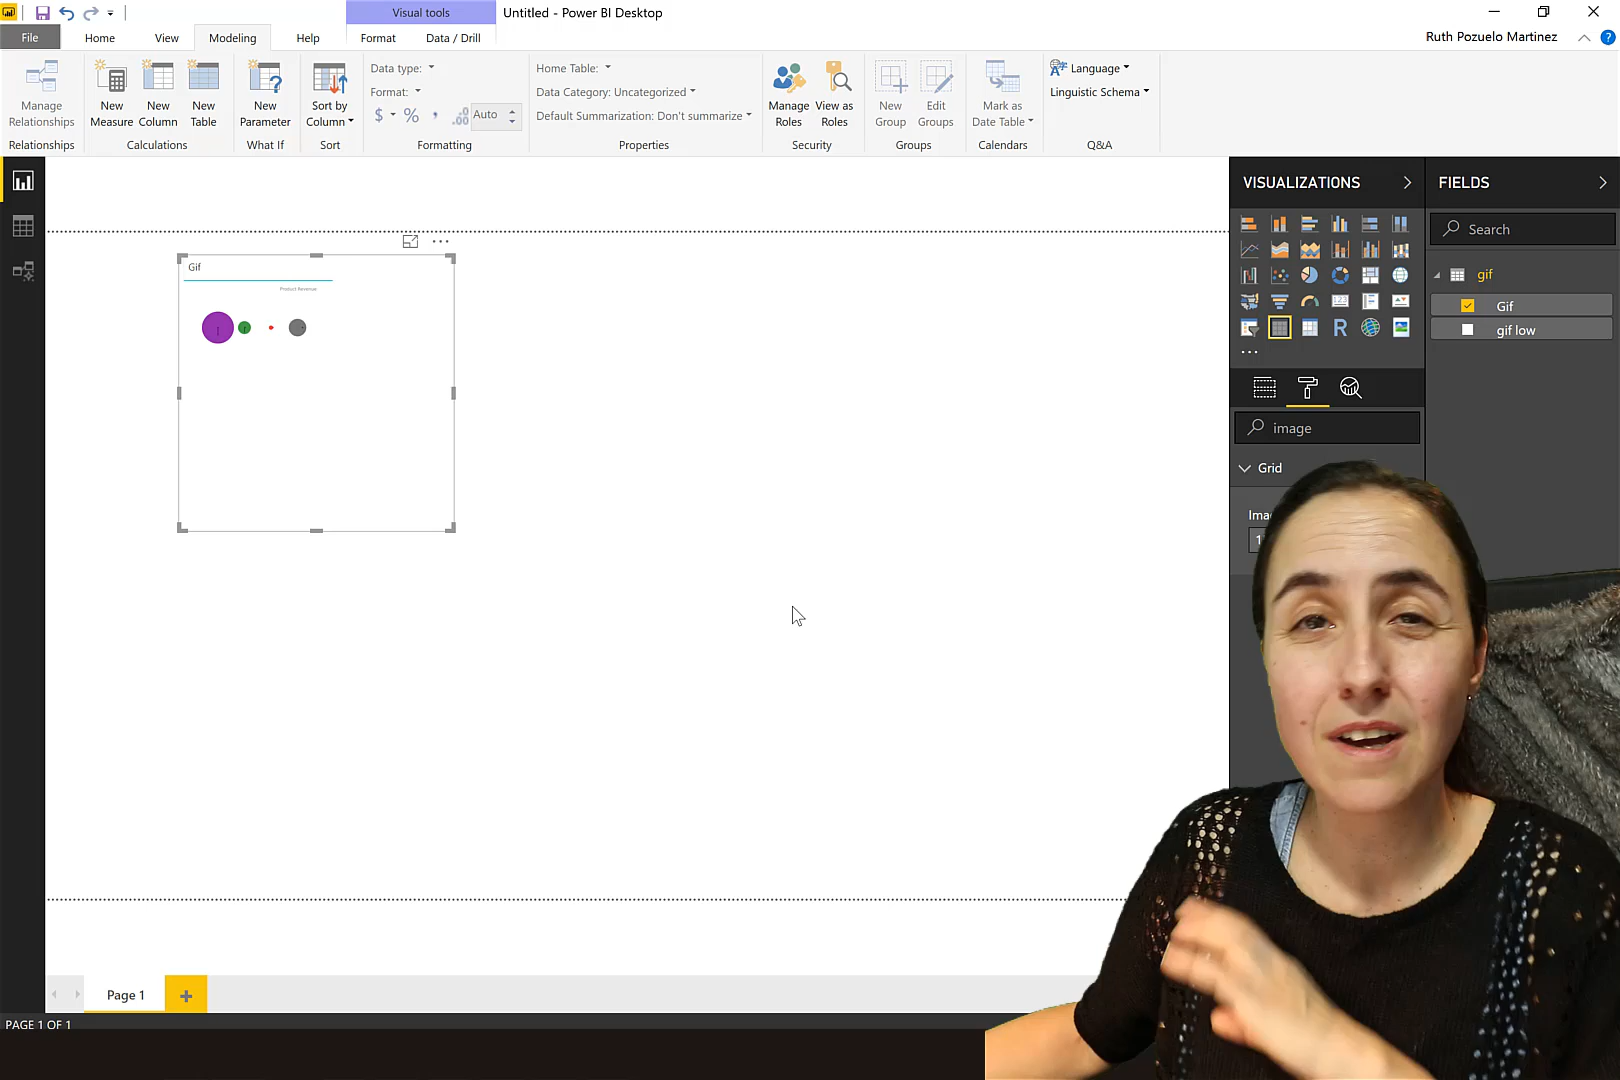 Visual tools
Untitled - Power BI Desktop
File
Home
View
Modeling
Help
Format
Data / Drill
Ruth Pozuelo Martinez
?
Manage Relationships
New Measure
New Column
New Table
New Parameter
Sort by Column
Data type:
Format:
$ % , Auto
Home Table:
Data Category: Uncategorized
Default Summarization: Don't summarize
Manage Roles
View as Roles
New Group
Edit Groups
Mark as Date Table
Language
Linguistic Schema
Relationships
Calculations
What If
Sort
Formatting
Properties
Security
Groups
Calendars
Q&A
Gif
Product Revenue
VISUALIZATIONS
R
image
Grid
FIELDS
Search
gif
Gif
gif low
Page 1
PAGE 1 OF 1